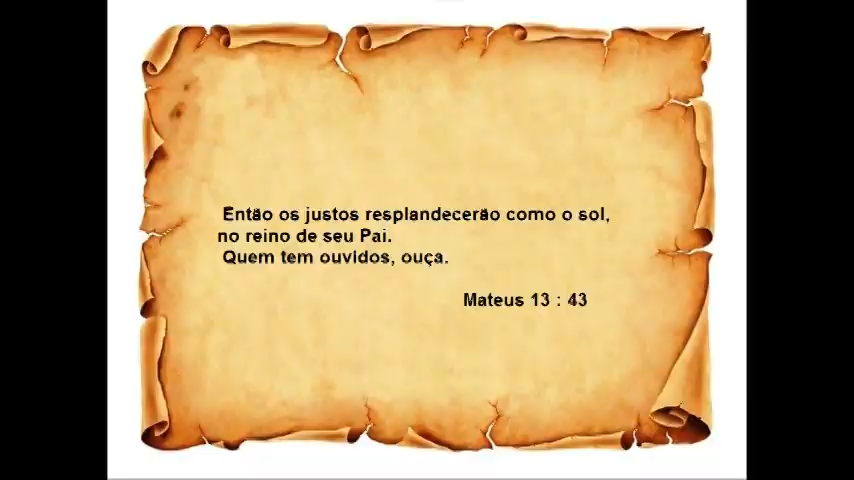 Então os justos resplandecerão como o sol,
no reino de seu Pai.
Quem tem ouvidos, ouça.
Mateus 13 : 43